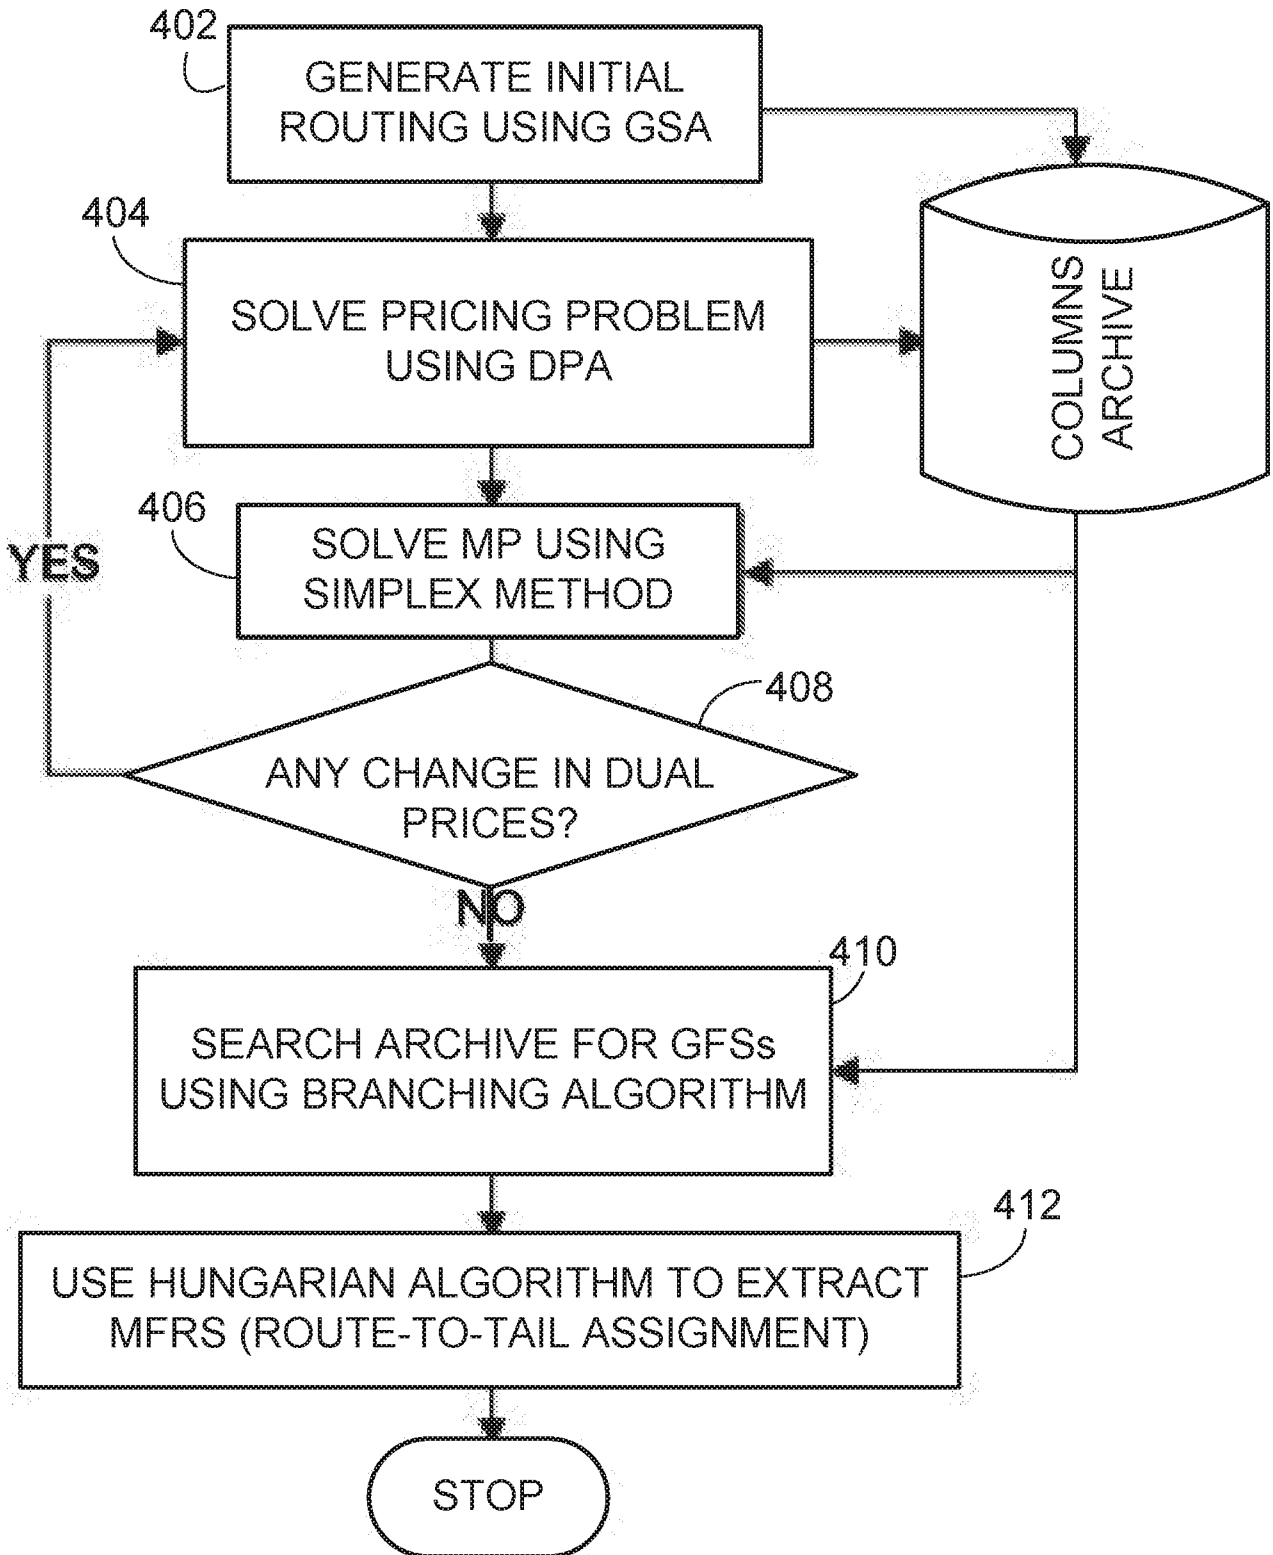 402
GENERATE INITIAL
ROUTING USING GSA
404
SOLVE PRICING PROBLEM
USING DPA
COLUMNS
ARCHIVE
406
SOLVE MP USING
SIMPLEX METHOD
YES
408
ANY CHANGE IN DUAL
PRICES?
NO
410
SEARCH ARCHIVE FOR GFSs
USING BRANCHING ALGORITHM
412
USE HUNGARIAN ALGORITHM TO EXTRACT
MFRS (ROUTE-TO-TAIL ASSIGNMENT)
STOP